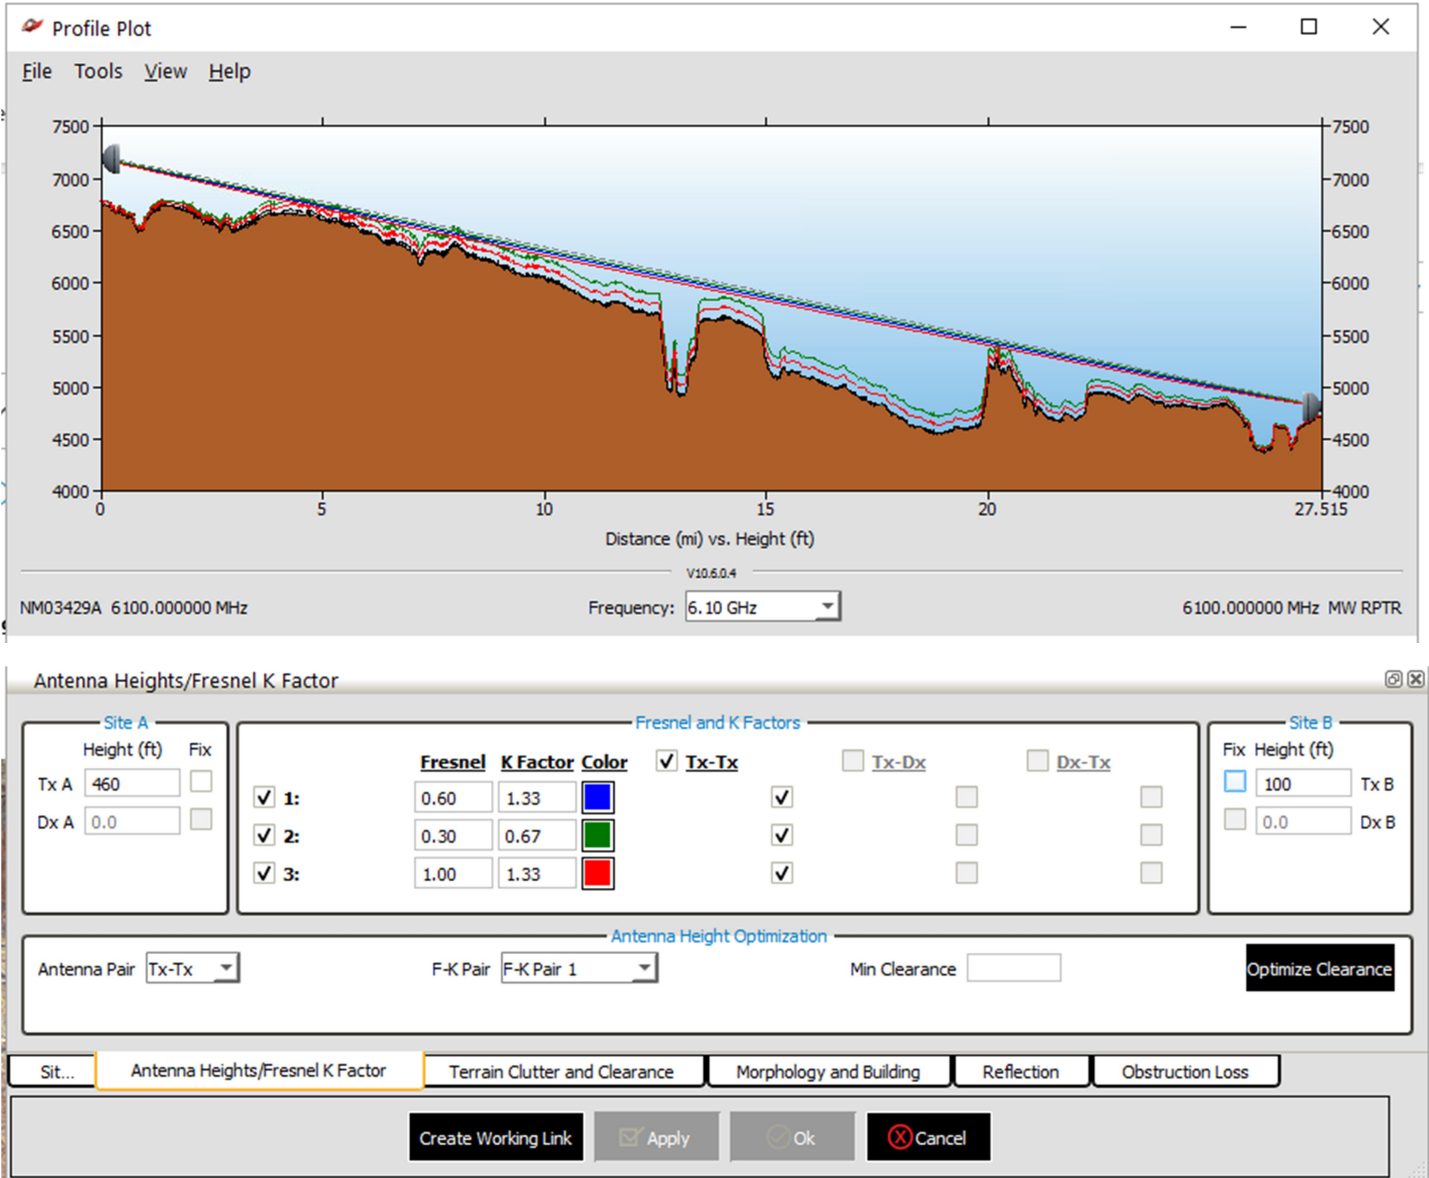 Profile Plot
File Tools View Help
7500 7500
7000 7000
6500 6500
6000 6000
5500 5500
5000 5000
4500 4500
4000 4000
0 5 10 15 20 27.515
Distance (mi) vs. Height (ft)
V10.6.0.4
NM03429A 6100.000000 MHz Frequency: 6.10 GHz 6100.000000 MHz MW RPTR
Antenna Heights/Fresnel K Factor
Site A Fresnel and K Factors Site B
Height (ft) Fix Fix Height (ft)
Fresnel K Factor Color Tx-Tx Tx-Dx Dx-Tx
Tx A 460 1: 0.60 1.33 100 Tx B
Dx A 0.0 2: 0.30 0.67 0.0 Dx B
3: 1.00 1.33
Antenna Height Optimization
Antenna Pair Tx-Tx F-K Pair F-K Pair 1 Min Clearance Optimize Clearance
Sit... Antenna Heights/Fresnel K Factor Terrain Clutter and Clearance Morphology and Building Reflection Obstruction Loss
Create Working Link Apply Ok Cancel